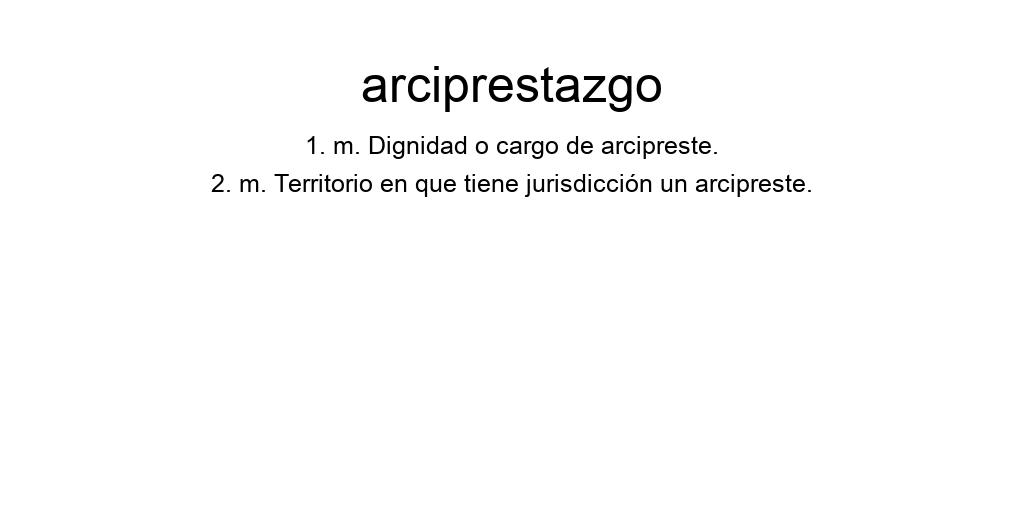 arciprestazgo
1. m. Dignidad o cargo de arcipreste.
2. m. Territorio en que tiene jurisdicción un arcipreste.